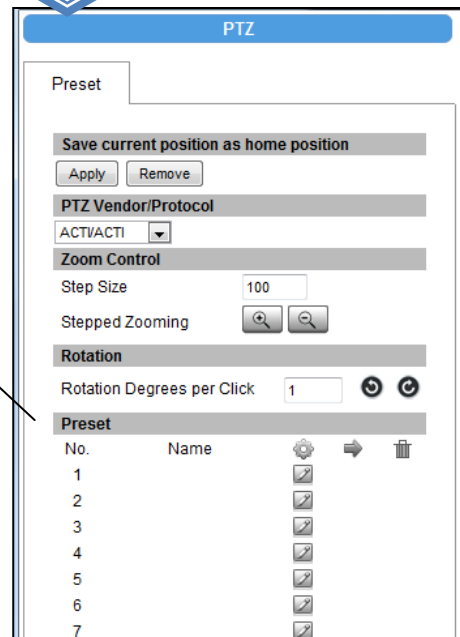 PTZ
Preset
Save current position as home position
Apply Remove
PTZ Vendor/Protocol
ACTI/ACTI
Zoom Control
Step Size 100
Stepped Zooming
Rotation
Rotation Degrees per Click 1
Preset
No. Name
1
2
3
4
5
6
7